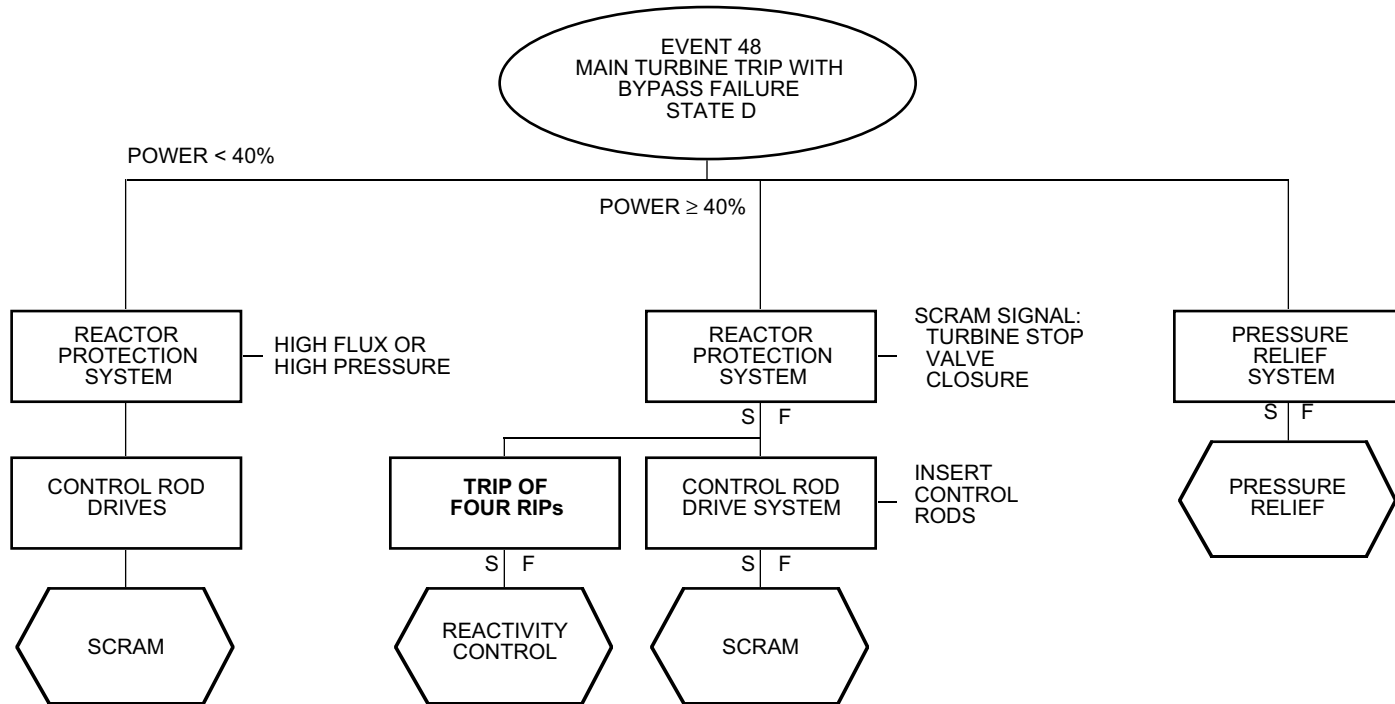 EVENT 48
MAIN TURBINE TRIP WITH
BYPASS FAILURE
STATE D
POWER < 40%
POWER ≥ 40%
REACTOR
PROTECTION
SYSTEM
HIGH FLUX OR
HIGH PRESSURE
REACTOR
PROTECTION
SYSTEM
SCRAM SIGNAL:
TURBINE STOP
VALVE
CLOSURE
PRESSURE
RELIEF
SYSTEM
S F
S F
CONTROL ROD
DRIVES
TRIP OF
FOUR RIPs
CONTROL ROD
DRIVE SYSTEM
INSERT
CONTROL
RODS
PRESSURE
RELIEF
S F
S F
SCRAM
REACTIVITY
CONTROL
SCRAM